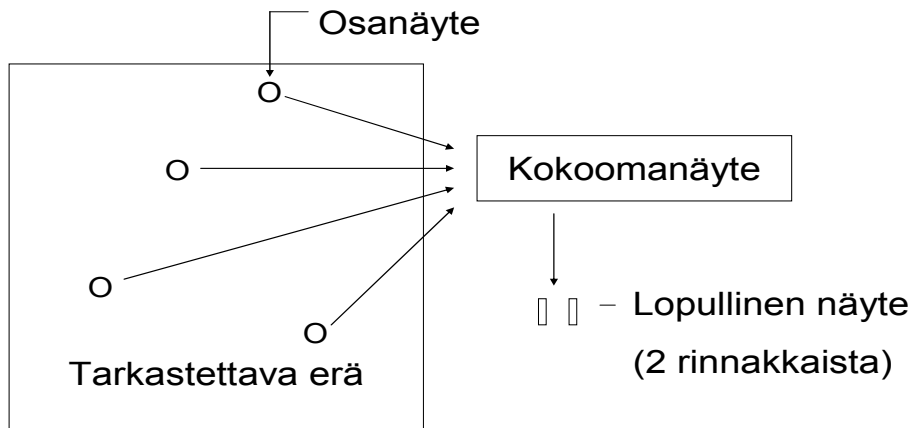 Osanäyte
O
O
Kokoomanäyte
O
O
Lopullinen näyte
(2 rinnakkaista)
Tarkastettava erä